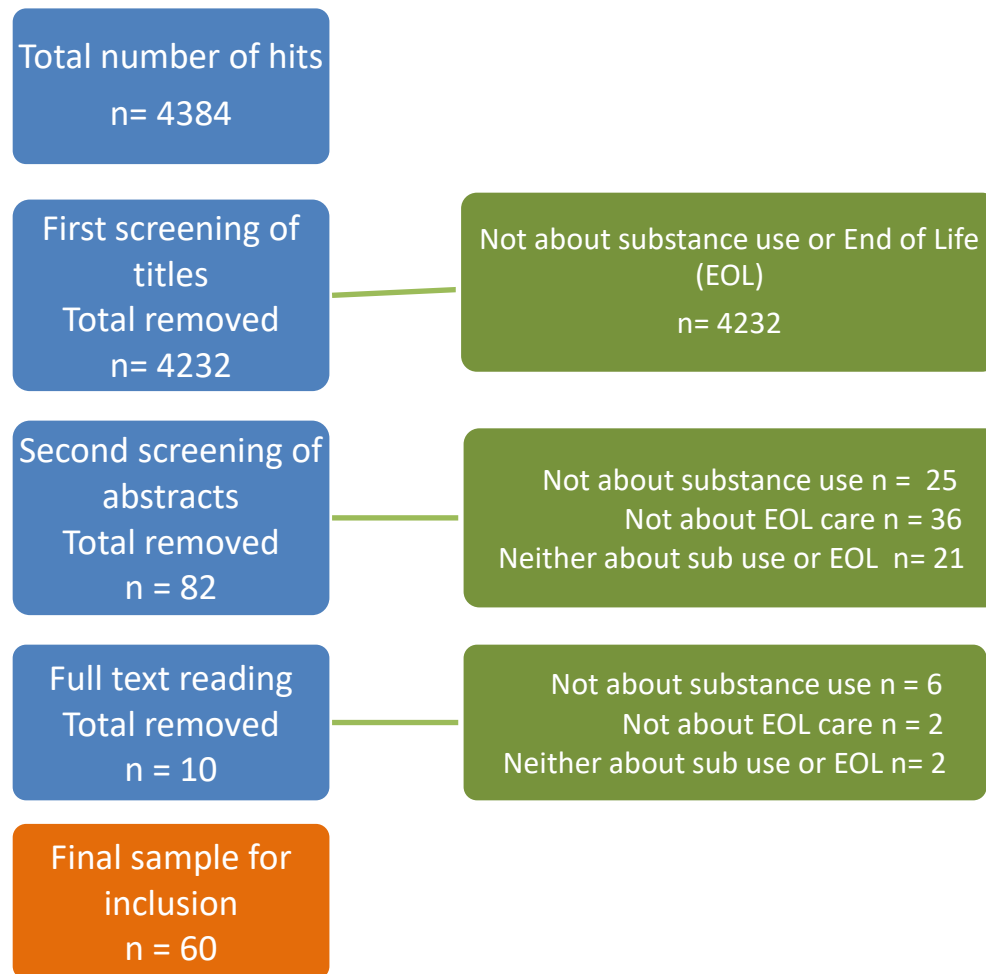 Total number of hits
n= 4384
First screening of
titles
Total removed
n= 4232
Not about substance use or End of Life
(EOL)
n= 4232
Second screening of
abstracts
Total removed
n = 82
Not about substance use n =  25
Not about EOL care n = 36
Neither about sub use or EOL  n= 21
Full text reading
Total removed
n = 10
Not about substance use n = 6
Not about EOL care n = 2
Neither about sub use or EOL n= 2
Final sample for
inclusion
n = 60